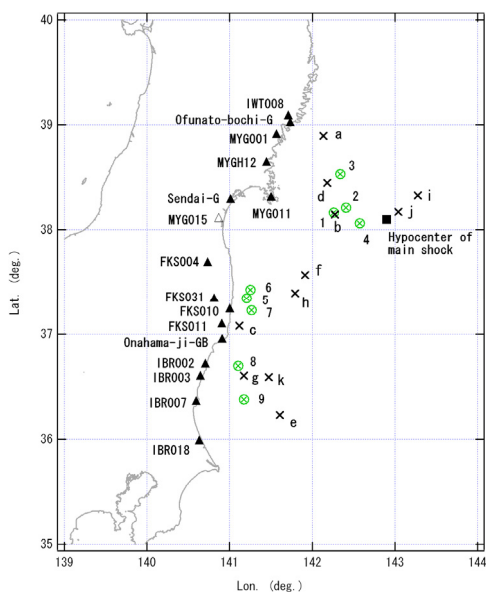 40
IWT008
Ofunato-bochi-G
39
a
MYG001
MYGH12
3
d
i
Sendai-G
2
j
MYG015
MYG011
1
b
38
4
Hypocenter of
main shock
FKS004
f
6
FKS031
5
h
FKS010
7
FKS011
c
37
Onahama-ji-GB
IBR002
8
IBR003
g
k
IBR007
9
e
36
IBR018
35
139
140
141
142
143
144
Lat. (deg.)
Lon. (deg.)